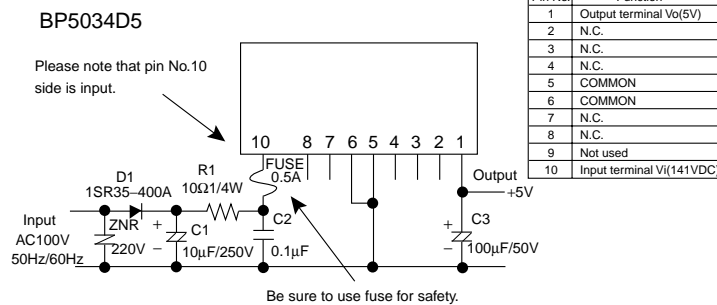 BP5034D5
Please note that pin No.10
side is input.
10 8 7 6 5 4 3 2 1
FUSE
0.5A
D1
1SR35–400A
R1
10Ω1/4W
Output
+5V
Input
AC100V
50Hz/60Hz
ZNR
220V
+
–
C1
10μF/250V
C2
0.1μF
+
–
C3
100μF/50V
Be sure to use fuse for safety.
Pin No. Function
1 Output terminal Vo(5V)
2 N.C.
3 N.C.
4 N.C.
5 COMMON
6 COMMON
7 N.C.
8 N.C.
9 Not used
10 Input terminal Vi(141VDC)